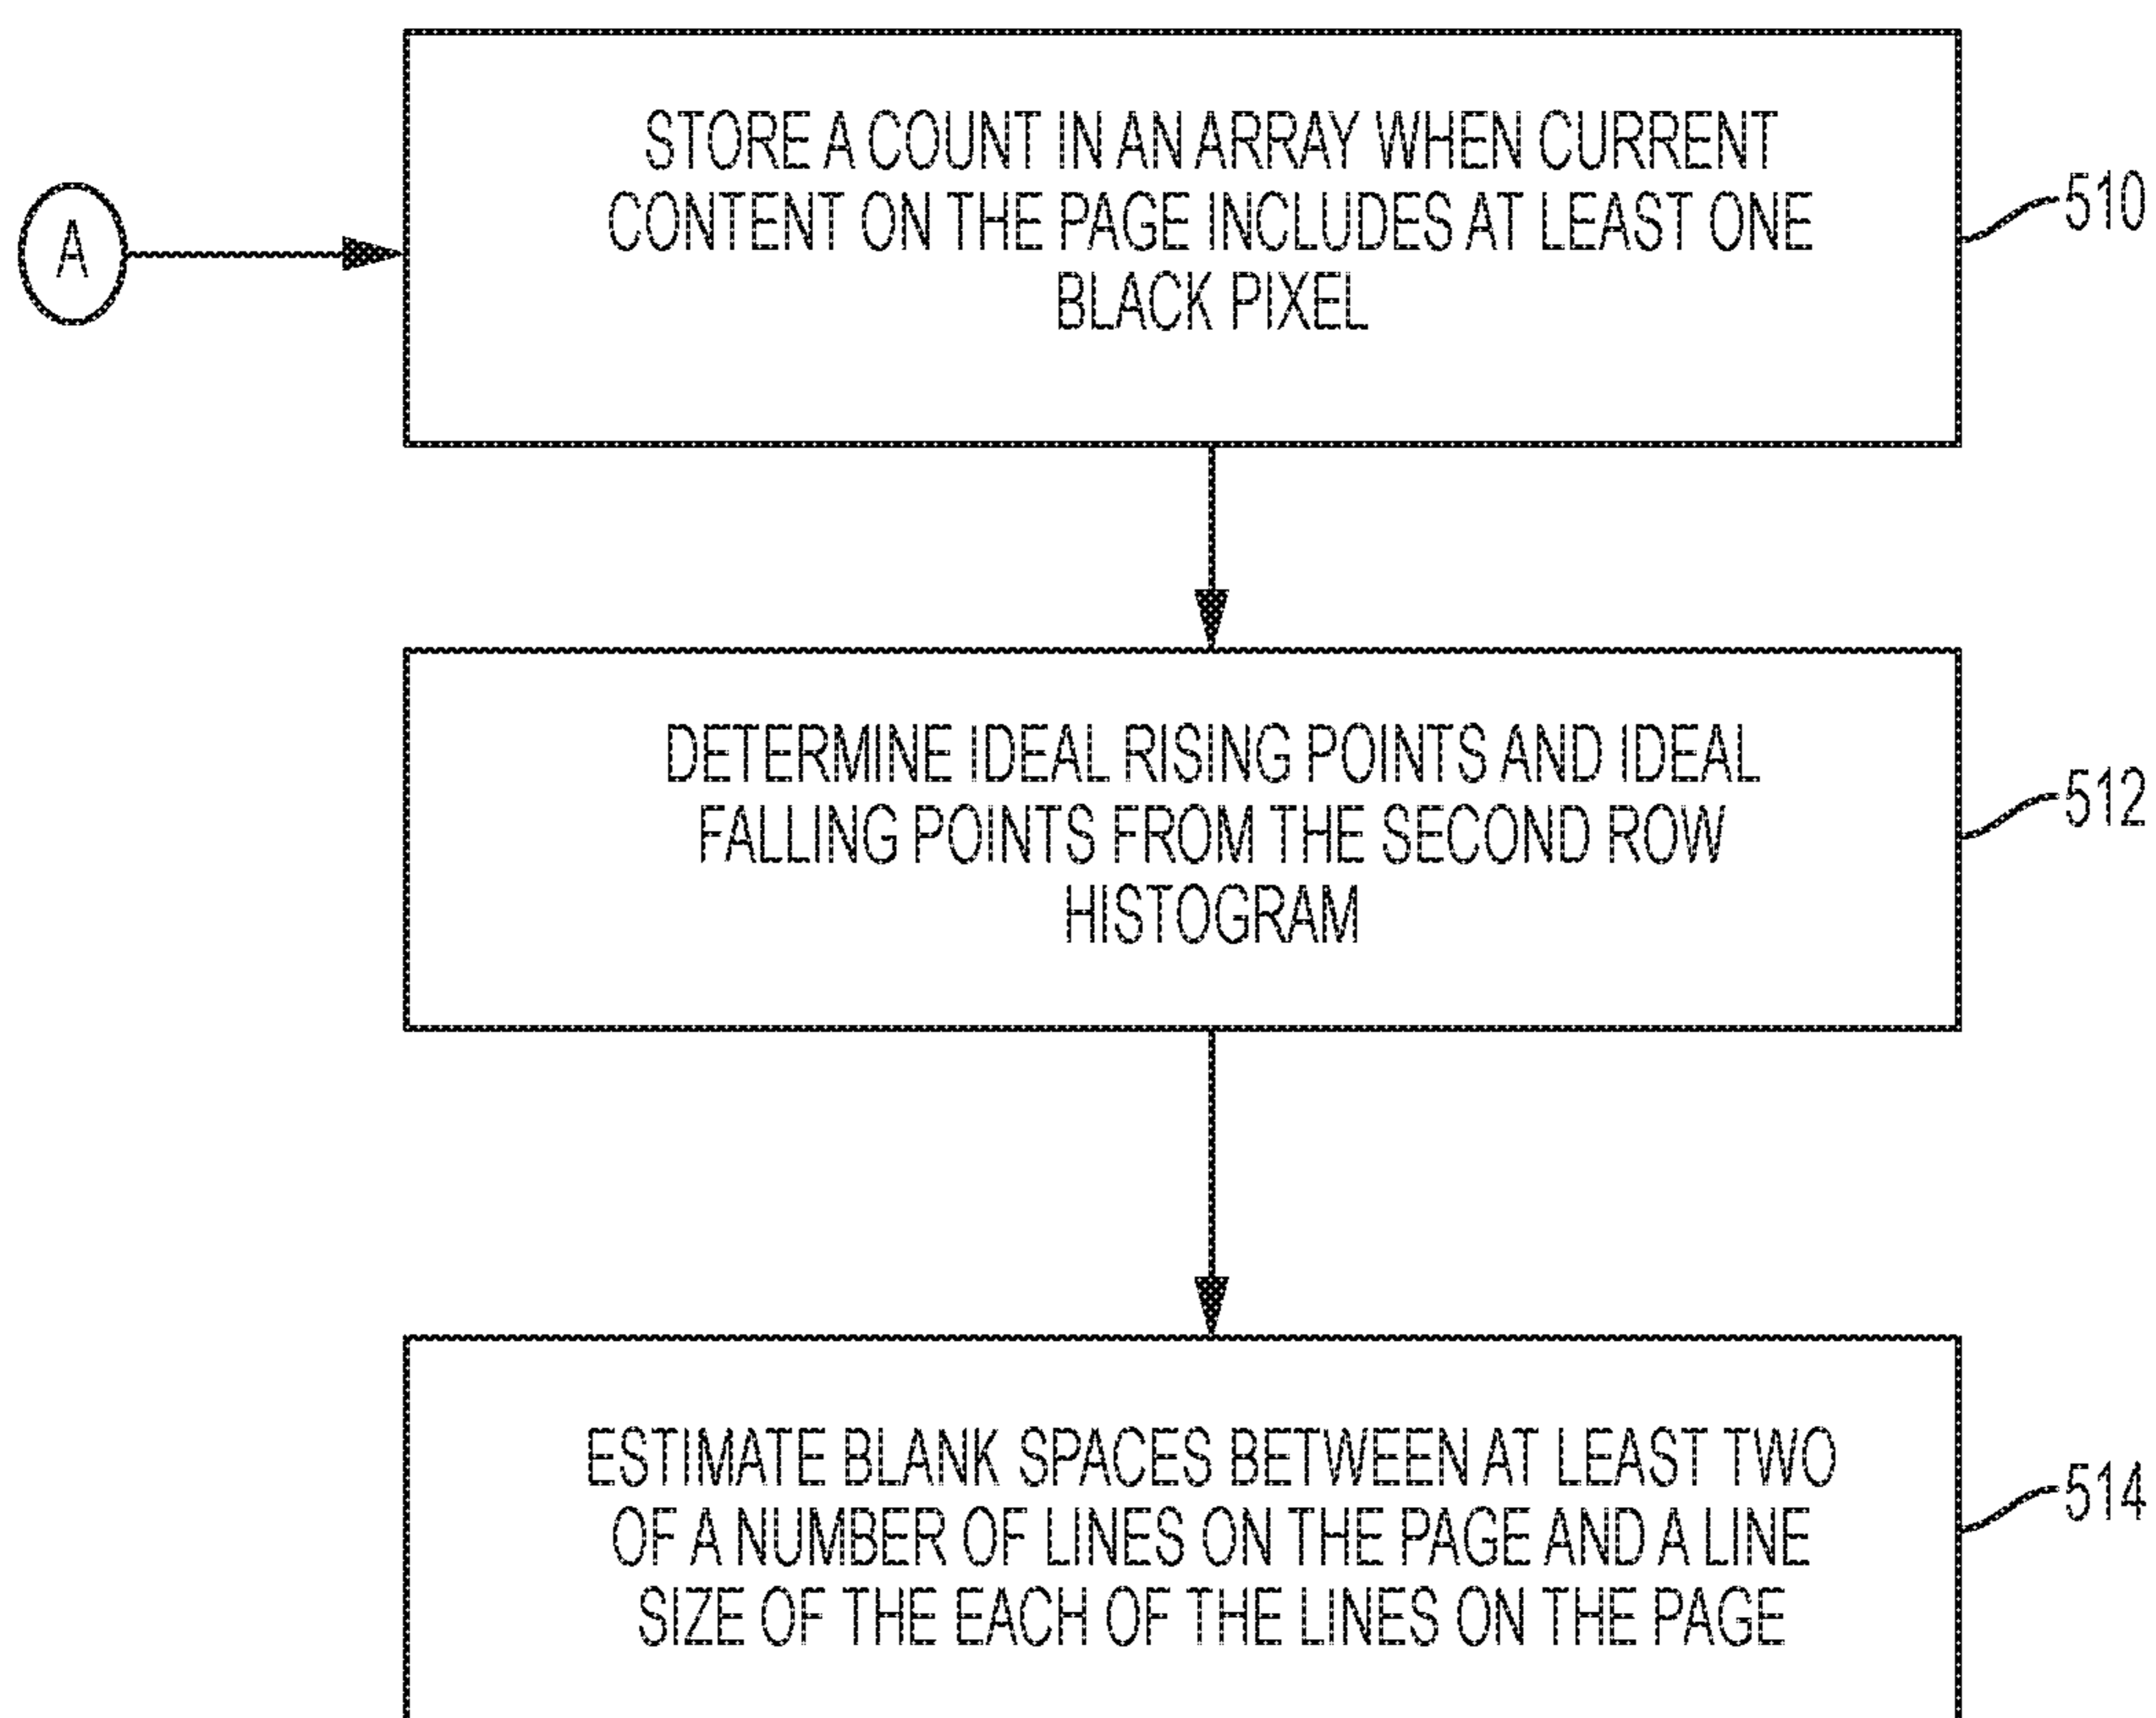 A
STORE A COUNT IN AN ARRAY WHEN CURRENT
CONTENT ON THE PAGE INCLUDES AT LEAST ONE
BLACK PIXEL
510
DETERMINE IDEAL RISING POINTS AND IDEAL
FALLING POINTS FROM THE SECOND ROW
HISTOGRAM
512
ESTIMATE BLANK SPACES BETWEEN AT LEAST TWO
OF A NUMBER OF LINES ON THE PAGE AND A LINE
SIZE OF THE EACH OF THE LINES ON THE PAGE
514